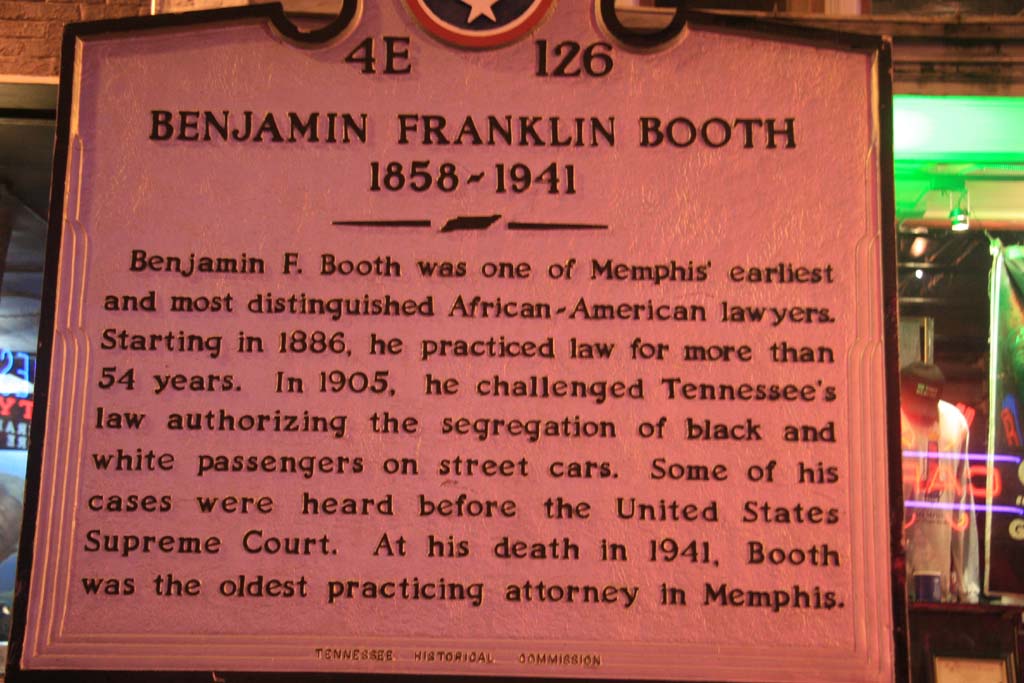 4E 126
BENJAMIN FRANKLIN BOOTH
1858~1941
Benjamin F. Booth was one of Memphis' earliest
and most distinguished African-American lawyers.
Starting in 1886, he practiced law for more than
54 years. In 1905, he challenged Tennessee's
law authorizing the segregation of black and
white passengers on street cars. Some of his
cases were heard before the United States
Supreme Court. At his death in 1941, Booth
was the oldest practicing attorney in Memphis.
TENNESSEE HISTORICAL COMMISSION